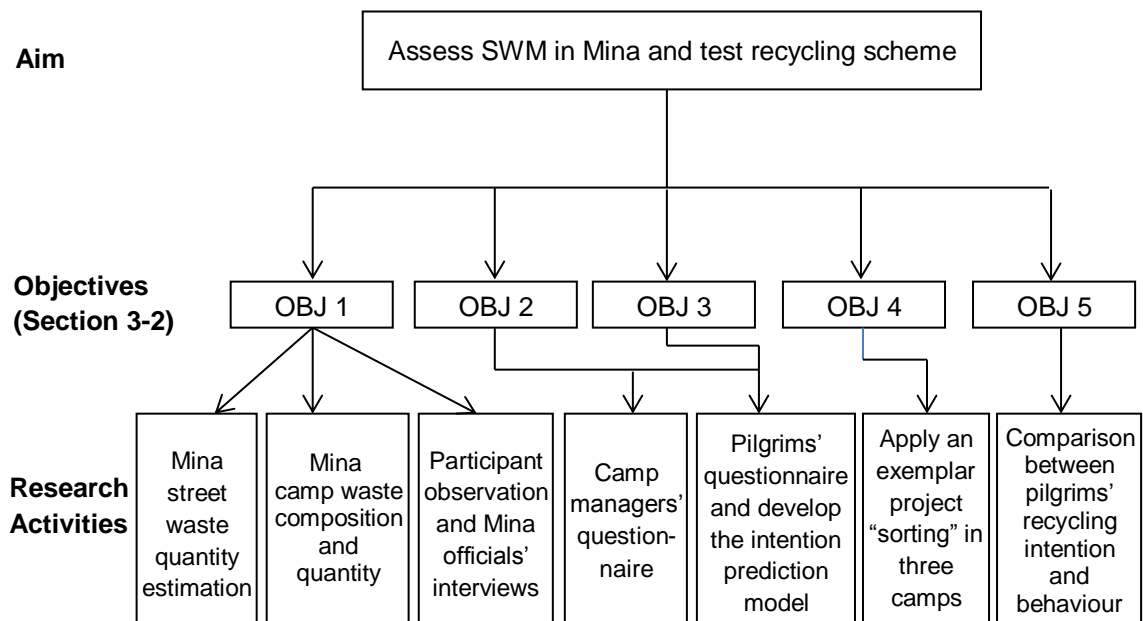 Aim
Assess SWM in Mina and test recycling scheme
Objectives
(Section 3-2)
OBJ 1
OBJ 2
OBJ 3
OBJ 4
OBJ 5
Research
Activities
Mina
street
waste
quantity
estimation
Mina
camp waste
composition
and
quantity
Participant
observation
and Mina
officials’
interviews
Camp
managers’
question-
naire
Pilgrims’
questionnaire
and develop
the intention
prediction
model
Apply an
exemplar
project
“sorting” in
three
camps
Comparison
between
pilgrims’
recycling
intention
and
behaviour